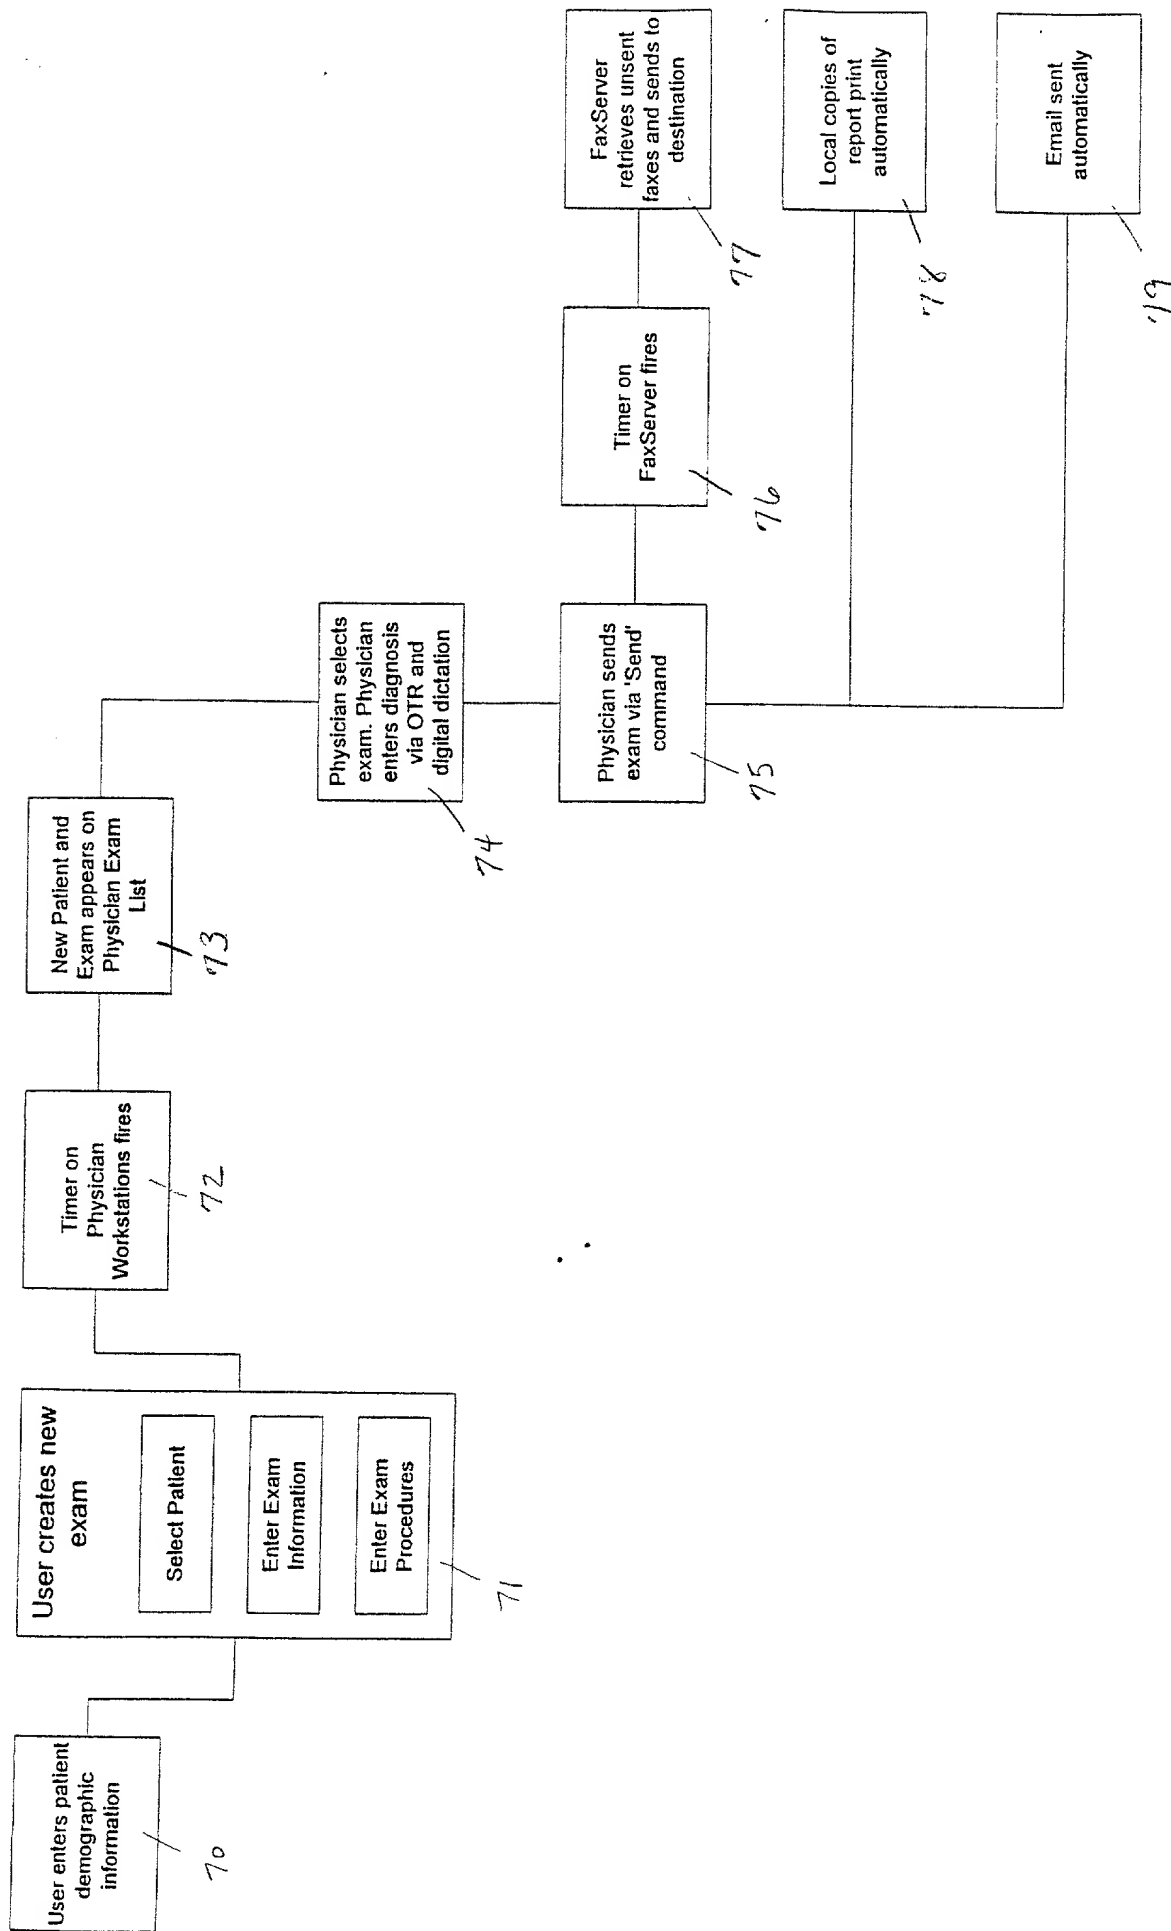 User enters patient
demographic
information
70
User creates new
exam
Select Patient
Enter Exam
Information
Enter Exam
Procedures
71
Timer on
Physician
Workstations fires
72
New Patient and
Exam appears on
Physician Exam
List
73
Physician selects
exam. Physician
enters diagnosis
via OTR and
digital dictation
74
Physician sends
exam via 'Send'
command
75
Timer on
FaxServer fires
76
FaxServer
retrieves unsent
faxes and sends to
destination
77
Local copies of
report print
automatically
78
Email sent
automatically
79